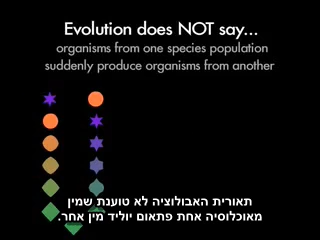 Evolution does NOT say...
organisms from one species population
suddenly produce organisms from another
תאורית האבולוציה לא טוענת שמין
מאוכלוסיה אחת פתאום יוליד מין אחר.